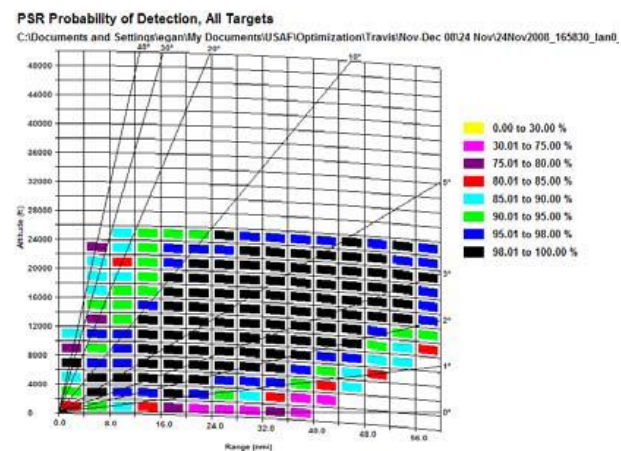 PSR Probability of Detection, All Targets
C:\Documents and Settings\egan\My Documents\USAF\Optimization\Travis\Nov-Dec 08\24 Nov\24Nov2008_165830_lan0_
40° 30° 20° 10°
48000
44000
40000
36000
32000
28000
24000
20000
16000
12000
8000
4000
0
Altitude (ft)
5°
3°
2°
1°
0°
0.00 to 30.00 %
30.01 to 75.00 %
75.01 to 80.00 %
80.01 to 85.00 %
85.01 to 90.00 %
90.01 to 95.00 %
95.01 to 98.00 %
98.01 to 100.00 %
0.0 8.0 16.0 24.0 32.0 40.0 48.0 56.0
Range (nmi)